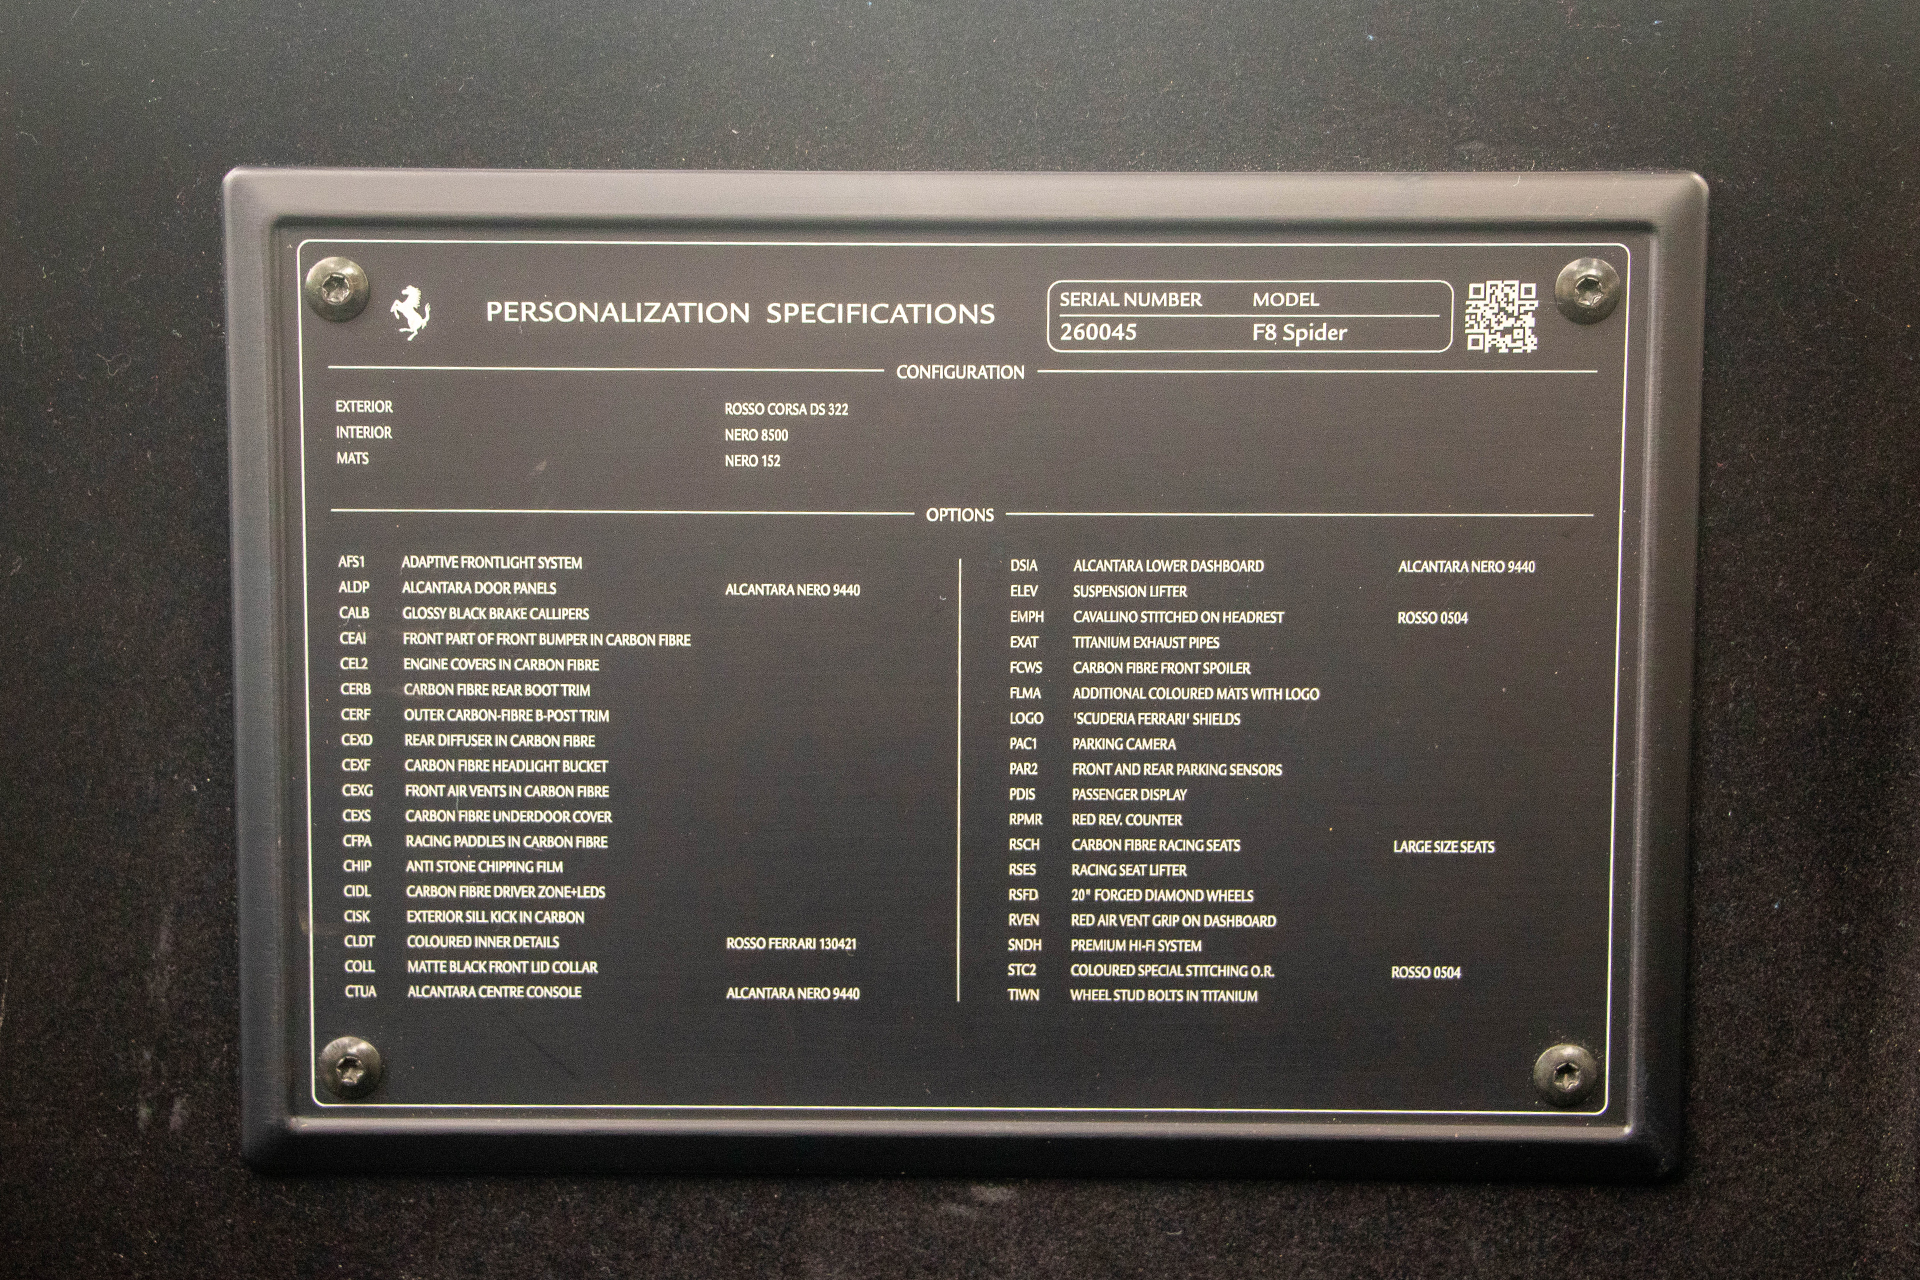 PERSONALIZATION SPECIFICATIONS
SERIAL NUMBER MODEL
260045 F8 Spider
CONFIGURATION
EXTERIOR ROSSO CORSA DS 322
INTERIOR NERO 8500
MATS NERO 152
OPTIONS
AFS1 ADAPTIVE FRONTLIGHT SYSTEM
ALDP ALCANTARA DOOR PANELS ALCANTARA NERO 9440
CALB GLOSSY BLACK BRAKE CALLIPERS
CEAI FRONT PART OF FRONT BUMPER IN CARBON FIBRE
CEL2 ENGINE COVERS IN CARBON FIBRE
CERB CARBON FIBRE REAR BOOT TRIM
CERF OUTER CARBON-FIBRE B-POST TRIM
CEXD REAR DIFFUSER IN CARBON FIBRE
CEXF CARBON FIBRE HEADLIGHT BUCKET
CEXG FRONT AIR VENTS IN CARBON FIBRE
CEXS CARBON FIBRE UNDERDOOR COVER
CFPA RACING PADDLES IN CARBON FIBRE
CHIP ANTI STONE CHIPPING FILM
CIDL CARBON FIBRE DRIVER ZONE+LEDS
CISK EXTERIOR SILL KICK IN CARBON
CLDT COLOURED INNER DETAILS ROSSO FERRARI 130421
COLL MATTE BLACK FRONT LID COLLAR
CTUA ALCANTARA CENTRE CONSOLE ALCANTARA NERO 9440
DSIA ALCANTARA LOWER DASHBOARD ALCANTARA NERO 9440
ELEV SUSPENSION LIFTER
EMPH CAVALLINO STITCHED ON HEADREST ROSSO 0504
EXAT TITANIUM EXHAUST PIPES
FCWS CARBON FIBRE FRONT SPOILER
FLMA ADDITIONAL COLOURED MATS WITH LOGO
LOGO 'SCUDERIA FERRARI' SHIELDS
PAC1 PARKING CAMERA
PAR2 FRONT AND REAR PARKING SENSORS
PDIS PASSENGER DISPLAY
RPMR RED REV. COUNTER
RSCH CARBON FIBRE RACING SEATS LARGE SIZE SEATS
RSES RACING SEAT LIFTER
RSFD 20" FORGED DIAMOND WHEELS
RVEN RED AIR VENT GRIP ON DASHBOARD
SNDH PREMIUM HI-FI SYSTEM
STC2 COLOURED SPECIAL STITCHING O.R. ROSSO 0504
TIWN WHEEL STUD BOLTS IN TITANIUM